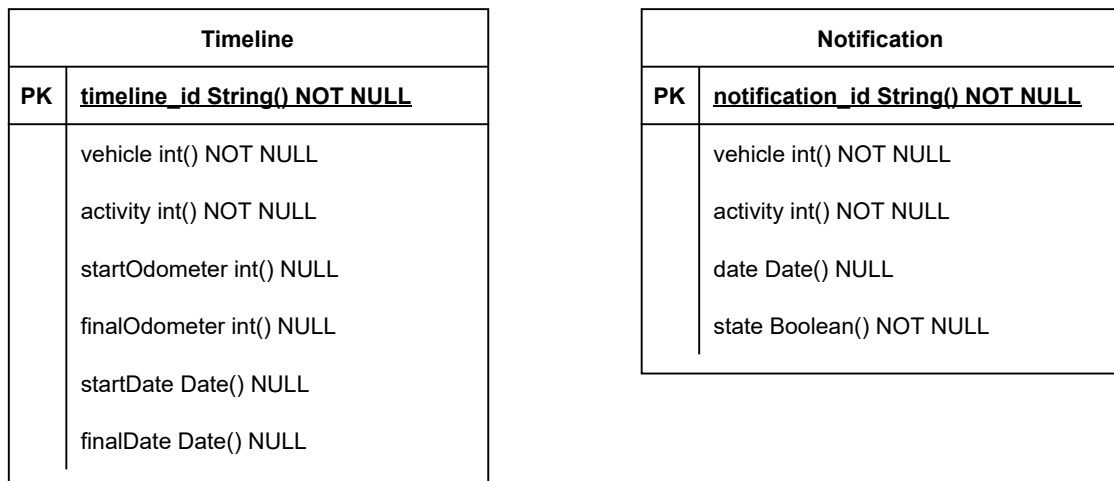 Timeline
PK timeline_id String() NOT NULL
vehicle int() NOT NULL
activity int() NOT NULL
startOdometer int() NULL
finalOdometer int() NULL
startDate Date() NULL
finalDate Date() NULL
Notification
PK notification_id String() NOT NULL
vehicle int() NOT NULL
activity int() NOT NULL
date Date() NULL
state Boolean() NOT NULL